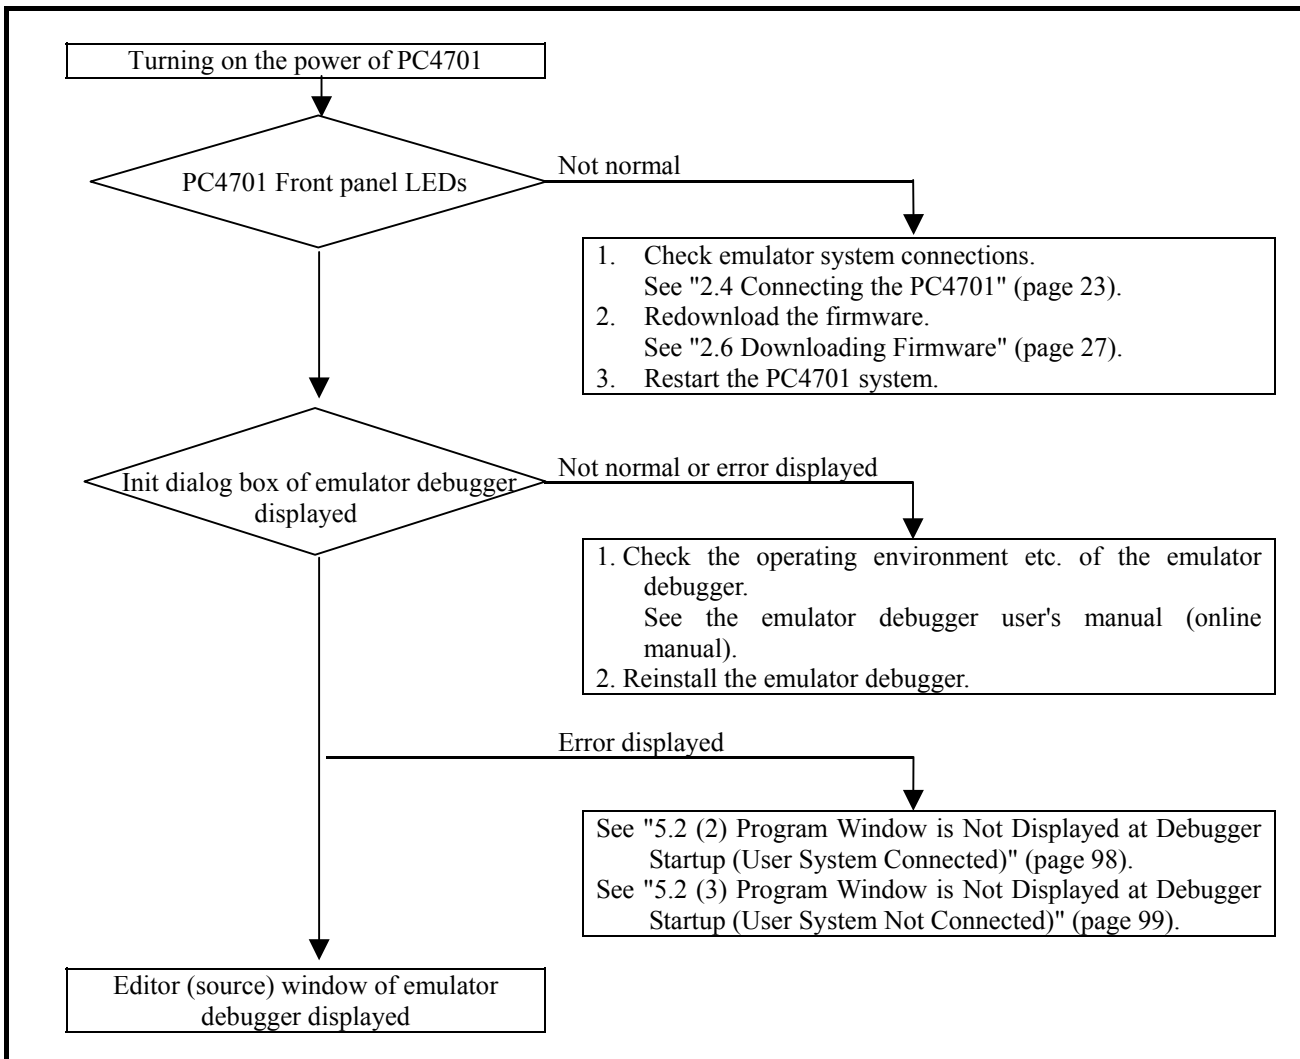 Turning on the power of PC4701
PC4701 Front panel LEDs
Not normal
1. Check emulator system connections.
See "2.4 Connecting the PC4701" (page 23).
2. Redownload the firmware.
See "2.6 Downloading Firmware" (page 27).
3. Restart the PC4701 system.
Init dialog box of emulator debugger
displayed
Not normal or error displayed
1. Check the operating environment etc. of the emulator
debugger.
See the emulator debugger user's manual (online
manual).
2. Reinstall the emulator debugger.
Error displayed
See "5.2 (2) Program Window is Not Displayed at Debugger
Startup (User System Connected)" (page 98).
See "5.2 (3) Program Window is Not Displayed at Debugger
Startup (User System Not Connected)" (page 99).
Editor (source) window of emulator
debugger displayed